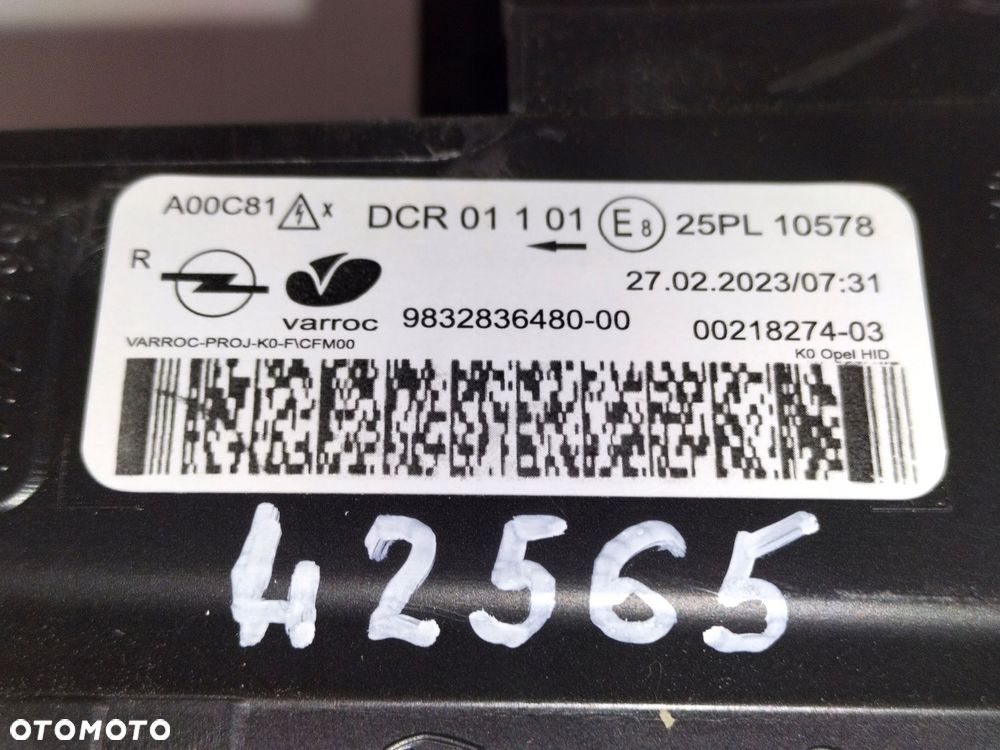 A00C81 x DCR 01 1 01 E8 25PL 10578
R 27.02.2023/07:31
varroc 9832836480-00 00218274-03
VARROC-PROJ-K0-F\CFM00 K0 Opel HID
42565
OTOMOTO